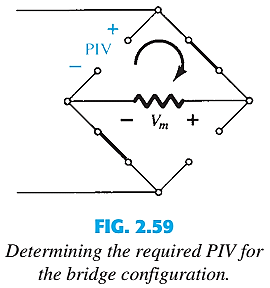 +
PIV
−
− Vm +
FIG. 2.59
Determining the required PIV for
the bridge configuration.